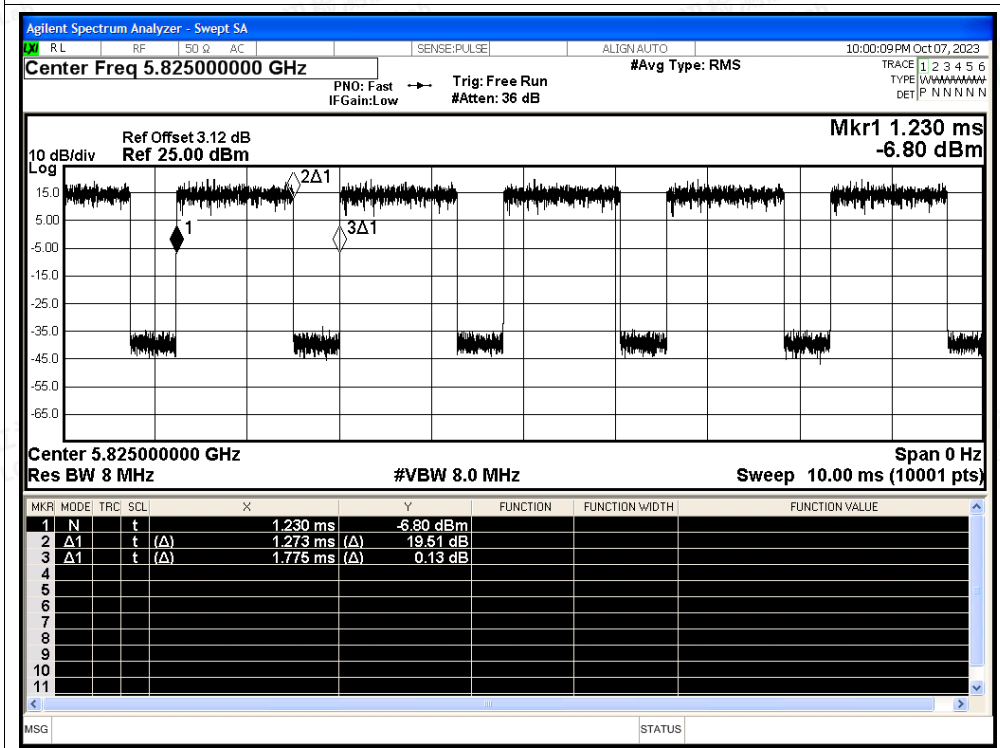 Agilent Spectrum Analyzer - Swept SA
LXI RL RF 50 Ω AC SENSE:PULSE ALIGN AUTO 10:00:09 PM Oct 07, 2023
Center Freq 5.825000000 GHz #Avg Type: RMS TRACE 1 2 3 4 5 6
PNO: Fast Trig: Free Run TYPE W
IFGain:Low #Atten: 36 dB DET P N N N N N
Mkr1 1.230 ms
Ref Offset 3.12 dB
10 dB/div Ref 25.00 dBm -6.80 dBm
Log
2Δ1
15.0
5.00
1 3Δ1
-5.00
-15.0
-25.0
-35.0
-45.0
-55.0
-65.0
Center 5.825000000 GHz Span 0 Hz
Res BW 8 MHz #VBW 8.0 MHz Sweep 10.00 ms (10001 pts)
MKR MODE TRC SCL X Y FUNCTION FUNCTION WIDTH FUNCTION VALUE
1 N t 1.230 ms -6.80 dBm
2 Δ1 t (Δ) 1.273 ms (Δ) 19.51 dB
3 Δ1 t (Δ) 1.775 ms (Δ) 0.13 dB
4
5
6
7
8
9
10
11
MSG STATUS